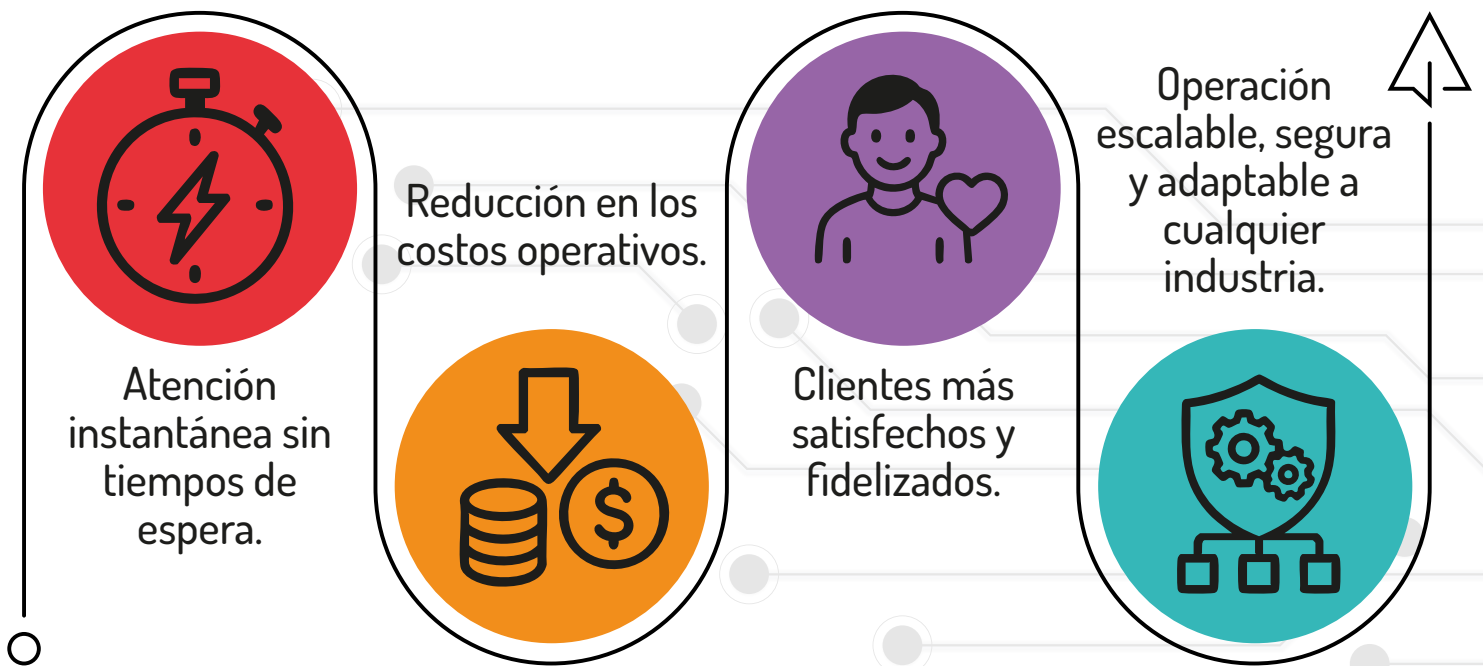 Atención
instantánea sin
tiempos de
espera.
Reducción en los
costos operativos.
$
Clientes más
satisfechos y
fidelizados.
Operación
escalable, segura
y adaptable a
cualquier
industria.